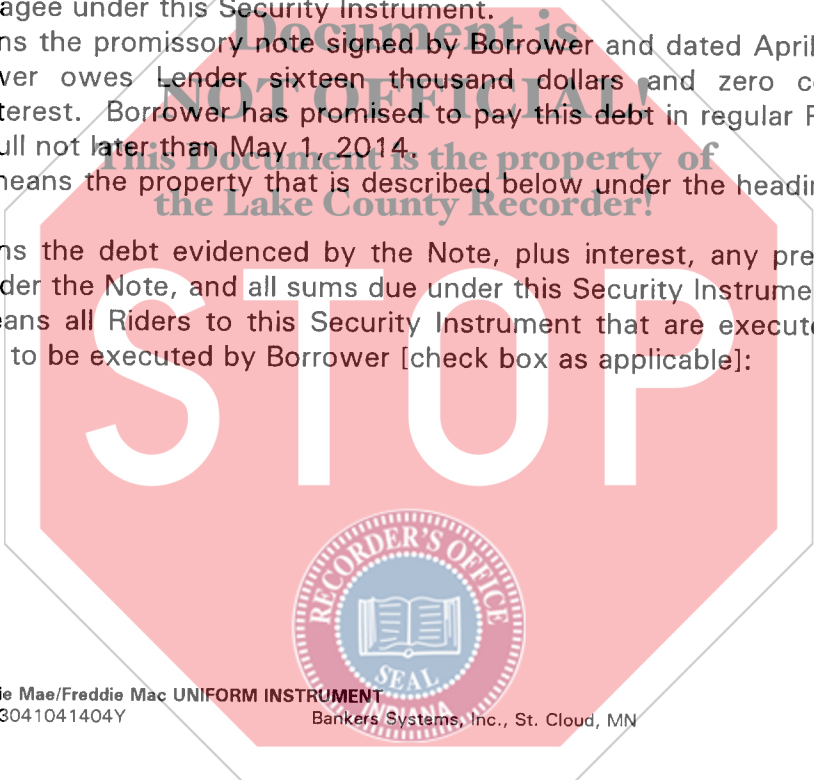 agee under this Security Instrument.
Document is
ns the promissory note signed by Borrower and dated April
ver owes Lender sixteen thousand dollars and zero c
NOT OFFICIAL!
terest. Borrower has promised to pay this debt in regular
ull not later than May 1, 2014.
This Document is the property of
neans the property that is described below under the headin
the Lake County Recorder!
ns the debt evidenced by the Note, plus interest, any pre
der the Note, and all sums due under this Security Instrume
eans all Riders to this Security Instrument that are execute
to be executed by Borrower [check box as applicable]:
STOP
RECORDER'S OFFICE
SEAL
INDIANA
ie Mae/Freddie Mac UNIFORM INSTRUMENT
3041041404Y Bankers Systems, Inc., St. Cloud, MN